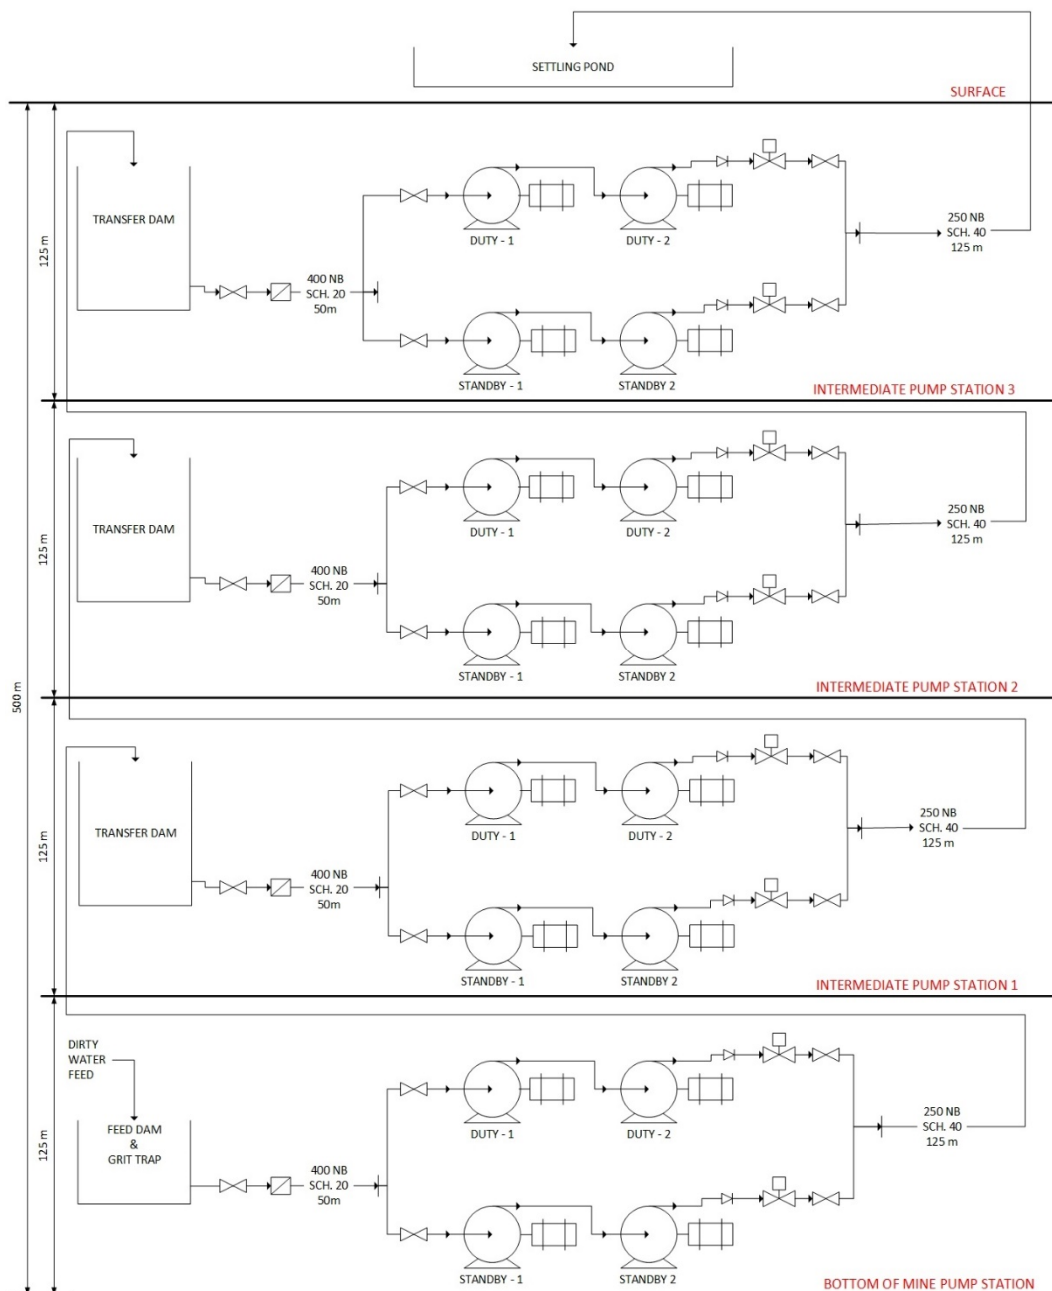 SETTLING POND
SURFACE
500 m
125 m
TRANSFER DAM
400 NB
SCH. 20
50m
DUTY - 1
DUTY - 2
STANDBY - 1
STANDBY 2
250 NB
SCH. 40
125 m
INTERMEDIATE PUMP STATION 3
125 m
TRANSFER DAM
400 NB
SCH. 20
50m
DUTY - 1
DUTY - 2
STANDBY - 1
STANDBY 2
250 NB
SCH. 40
125 m
INTERMEDIATE PUMP STATION 2
125 m
TRANSFER DAM
400 NB
SCH. 20
50m
DUTY - 1
DUTY - 2
STANDBY - 1
STANDBY 2
250 NB
SCH. 40
125 m
INTERMEDIATE PUMP STATION 1
125 m
DIRTY
WATER
FEED
FEED DAM
&
GRIT TRAP
400 NB
SCH. 20
50m
DUTY - 1
DUTY - 2
STANDBY - 1
STANDBY 2
250 NB
SCH. 40
125 m
BOTTOM OF MINE PUMP STATION